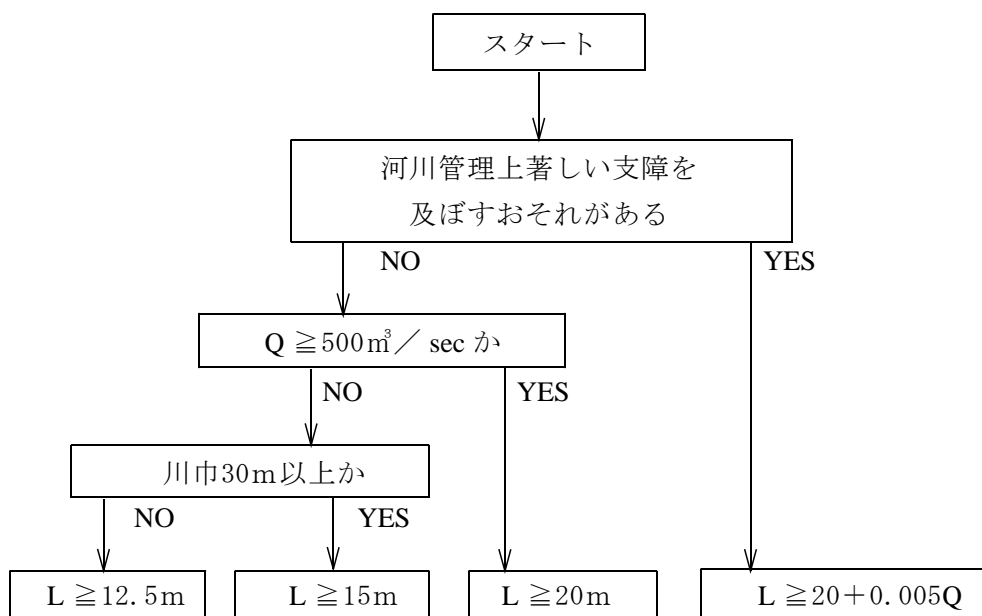 スタート
河川管理上著しい支障を
及ぼすおそれがある
NO
YES
Q ≧500㎥／ sec か
NO
YES
川巾30m以上か
NO
YES
L ≧12.5m
L ≧15m
L ≧20m
L ≧20＋0.005Q